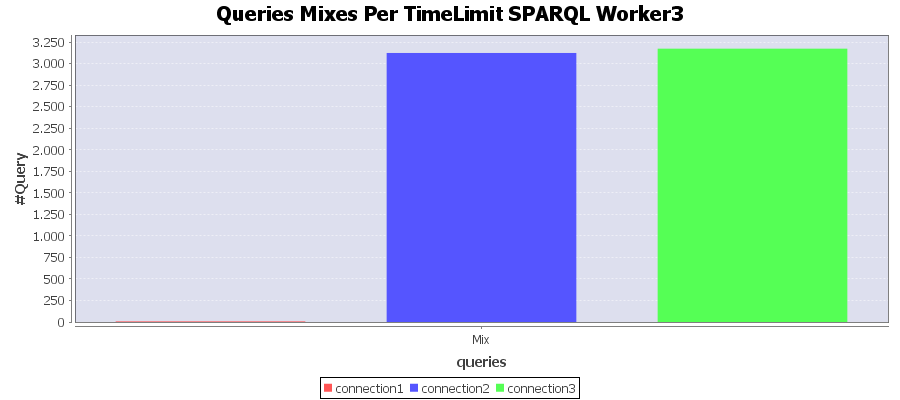 Queries Mixes Per TimeLimit SPARQL Worker3
3.250
3.000
2.750
2.500
2.250
2.000
1.750
1.500
1.250
1.000
750
500
250
0
#Query
Mix
queries
connection1 connection2 connection3